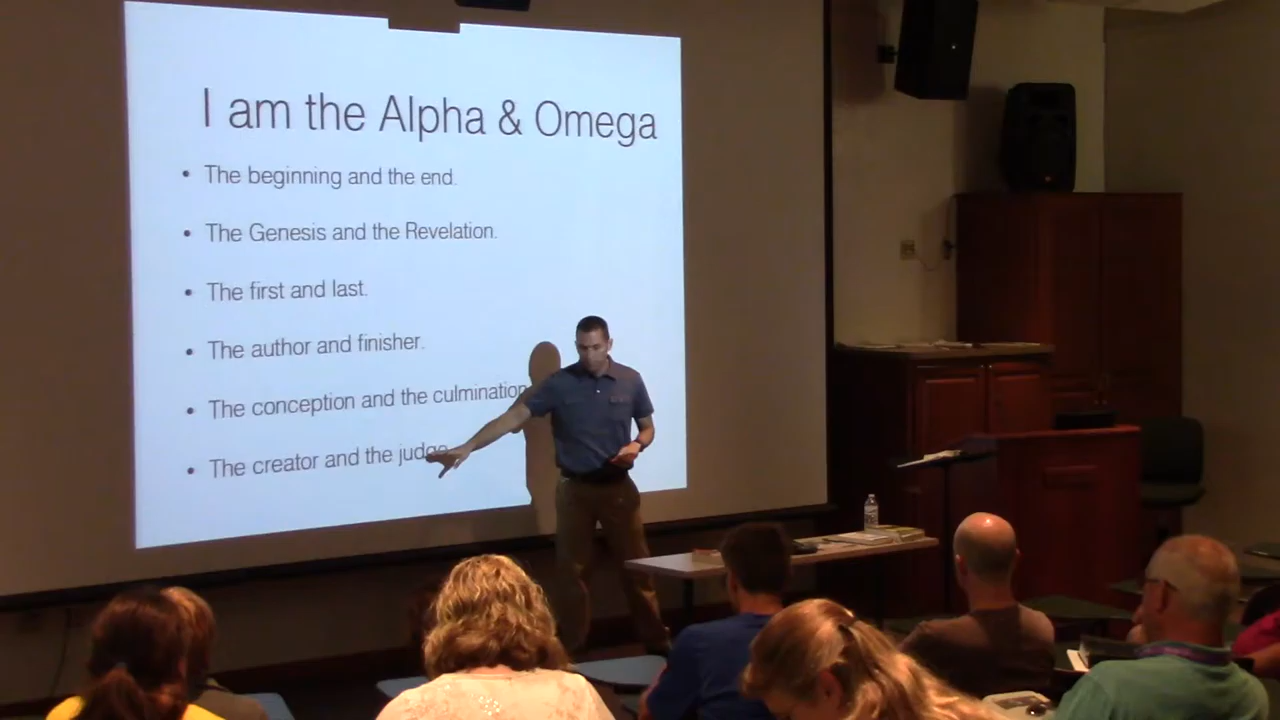 I am the Alpha & Omega
• The beginning and the end.
• The Genesis and the Revelation.
• The first and last.
• The author and finisher.
• The conception and the culmination
• The creator and the judge